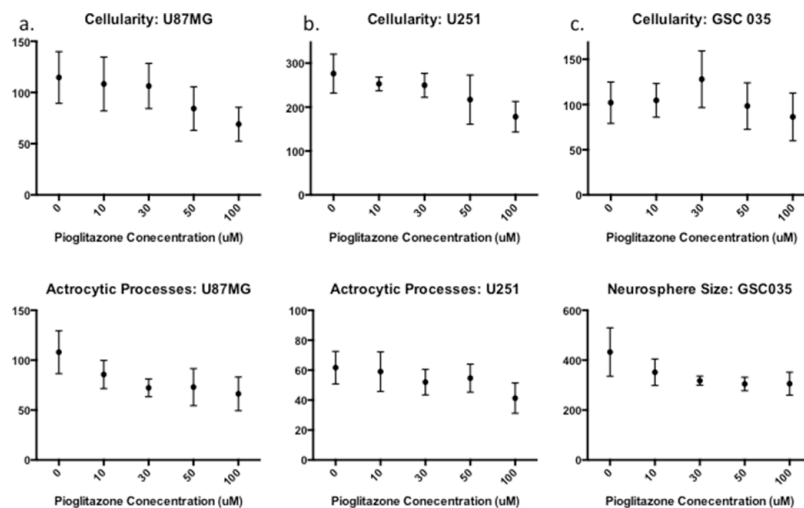 a.
Cellularity: U87MG
150
100
50
0
0 10 30 50 100
Pioglitazone Conecentration (uM)
b.
Cellularity: U251
300
200
100
0
0 10 30 50 100
Pioglitazone Conecentration (uM)
c.
Cellularity: GSC 035
150
100
50
0
0 10 30 50 100
Pioglitazone Conecentration (uM)
Actrocytic Processes: U87MG
150
100
50
0
0 10 30 50 100
Pioglitazone Conecentration (uM)
Actrocytic Processes: U251
100
80
60
40
20
0
0 10 30 50 100
Pioglitazone Conecentration (uM)
Neurosphere Size: GSC035
600
400
200
0
0 10 30 50 100
Pioglitazone Conecentration (uM)